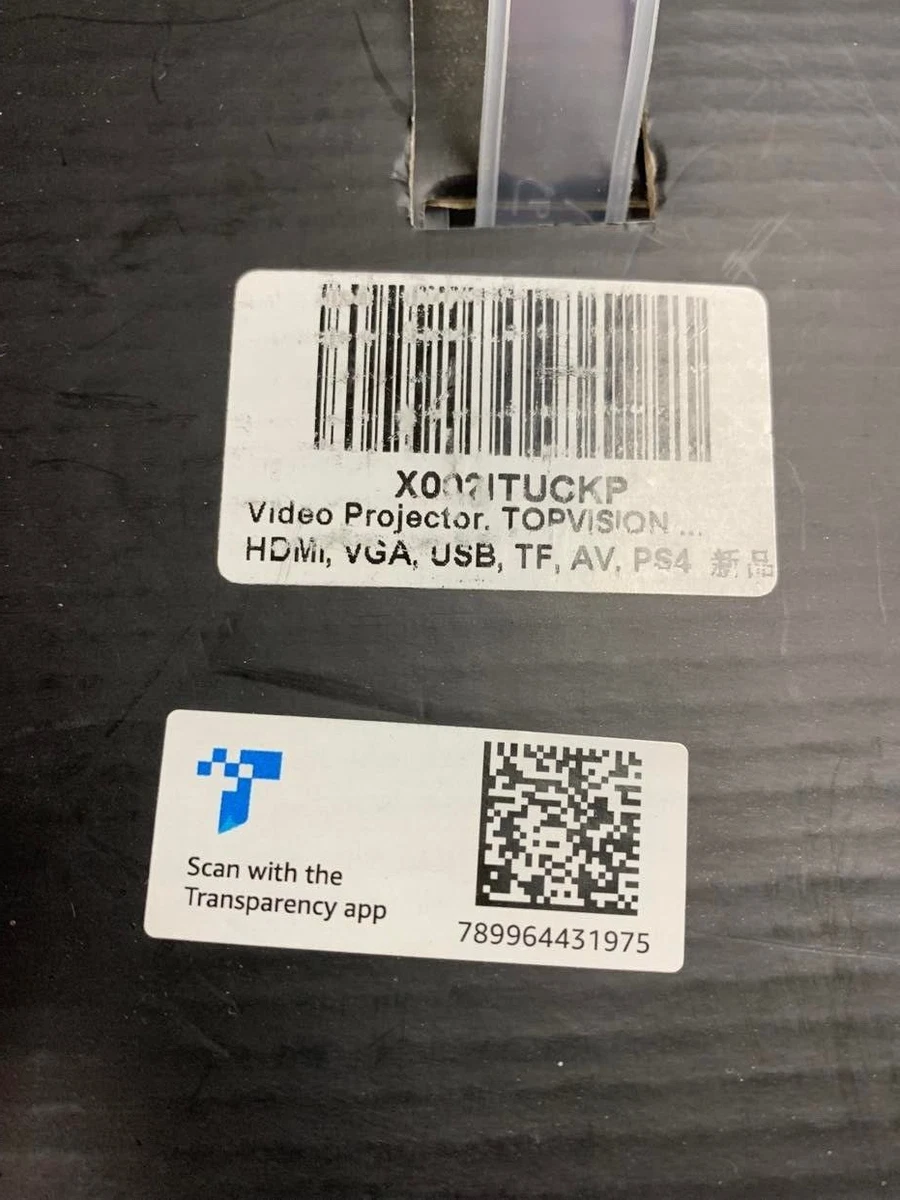 Video Projector, TOPVISION ...
HDMI, VGA, USB, TF, AV, PS4 新品
Scan with the
Transparency app
789964431975